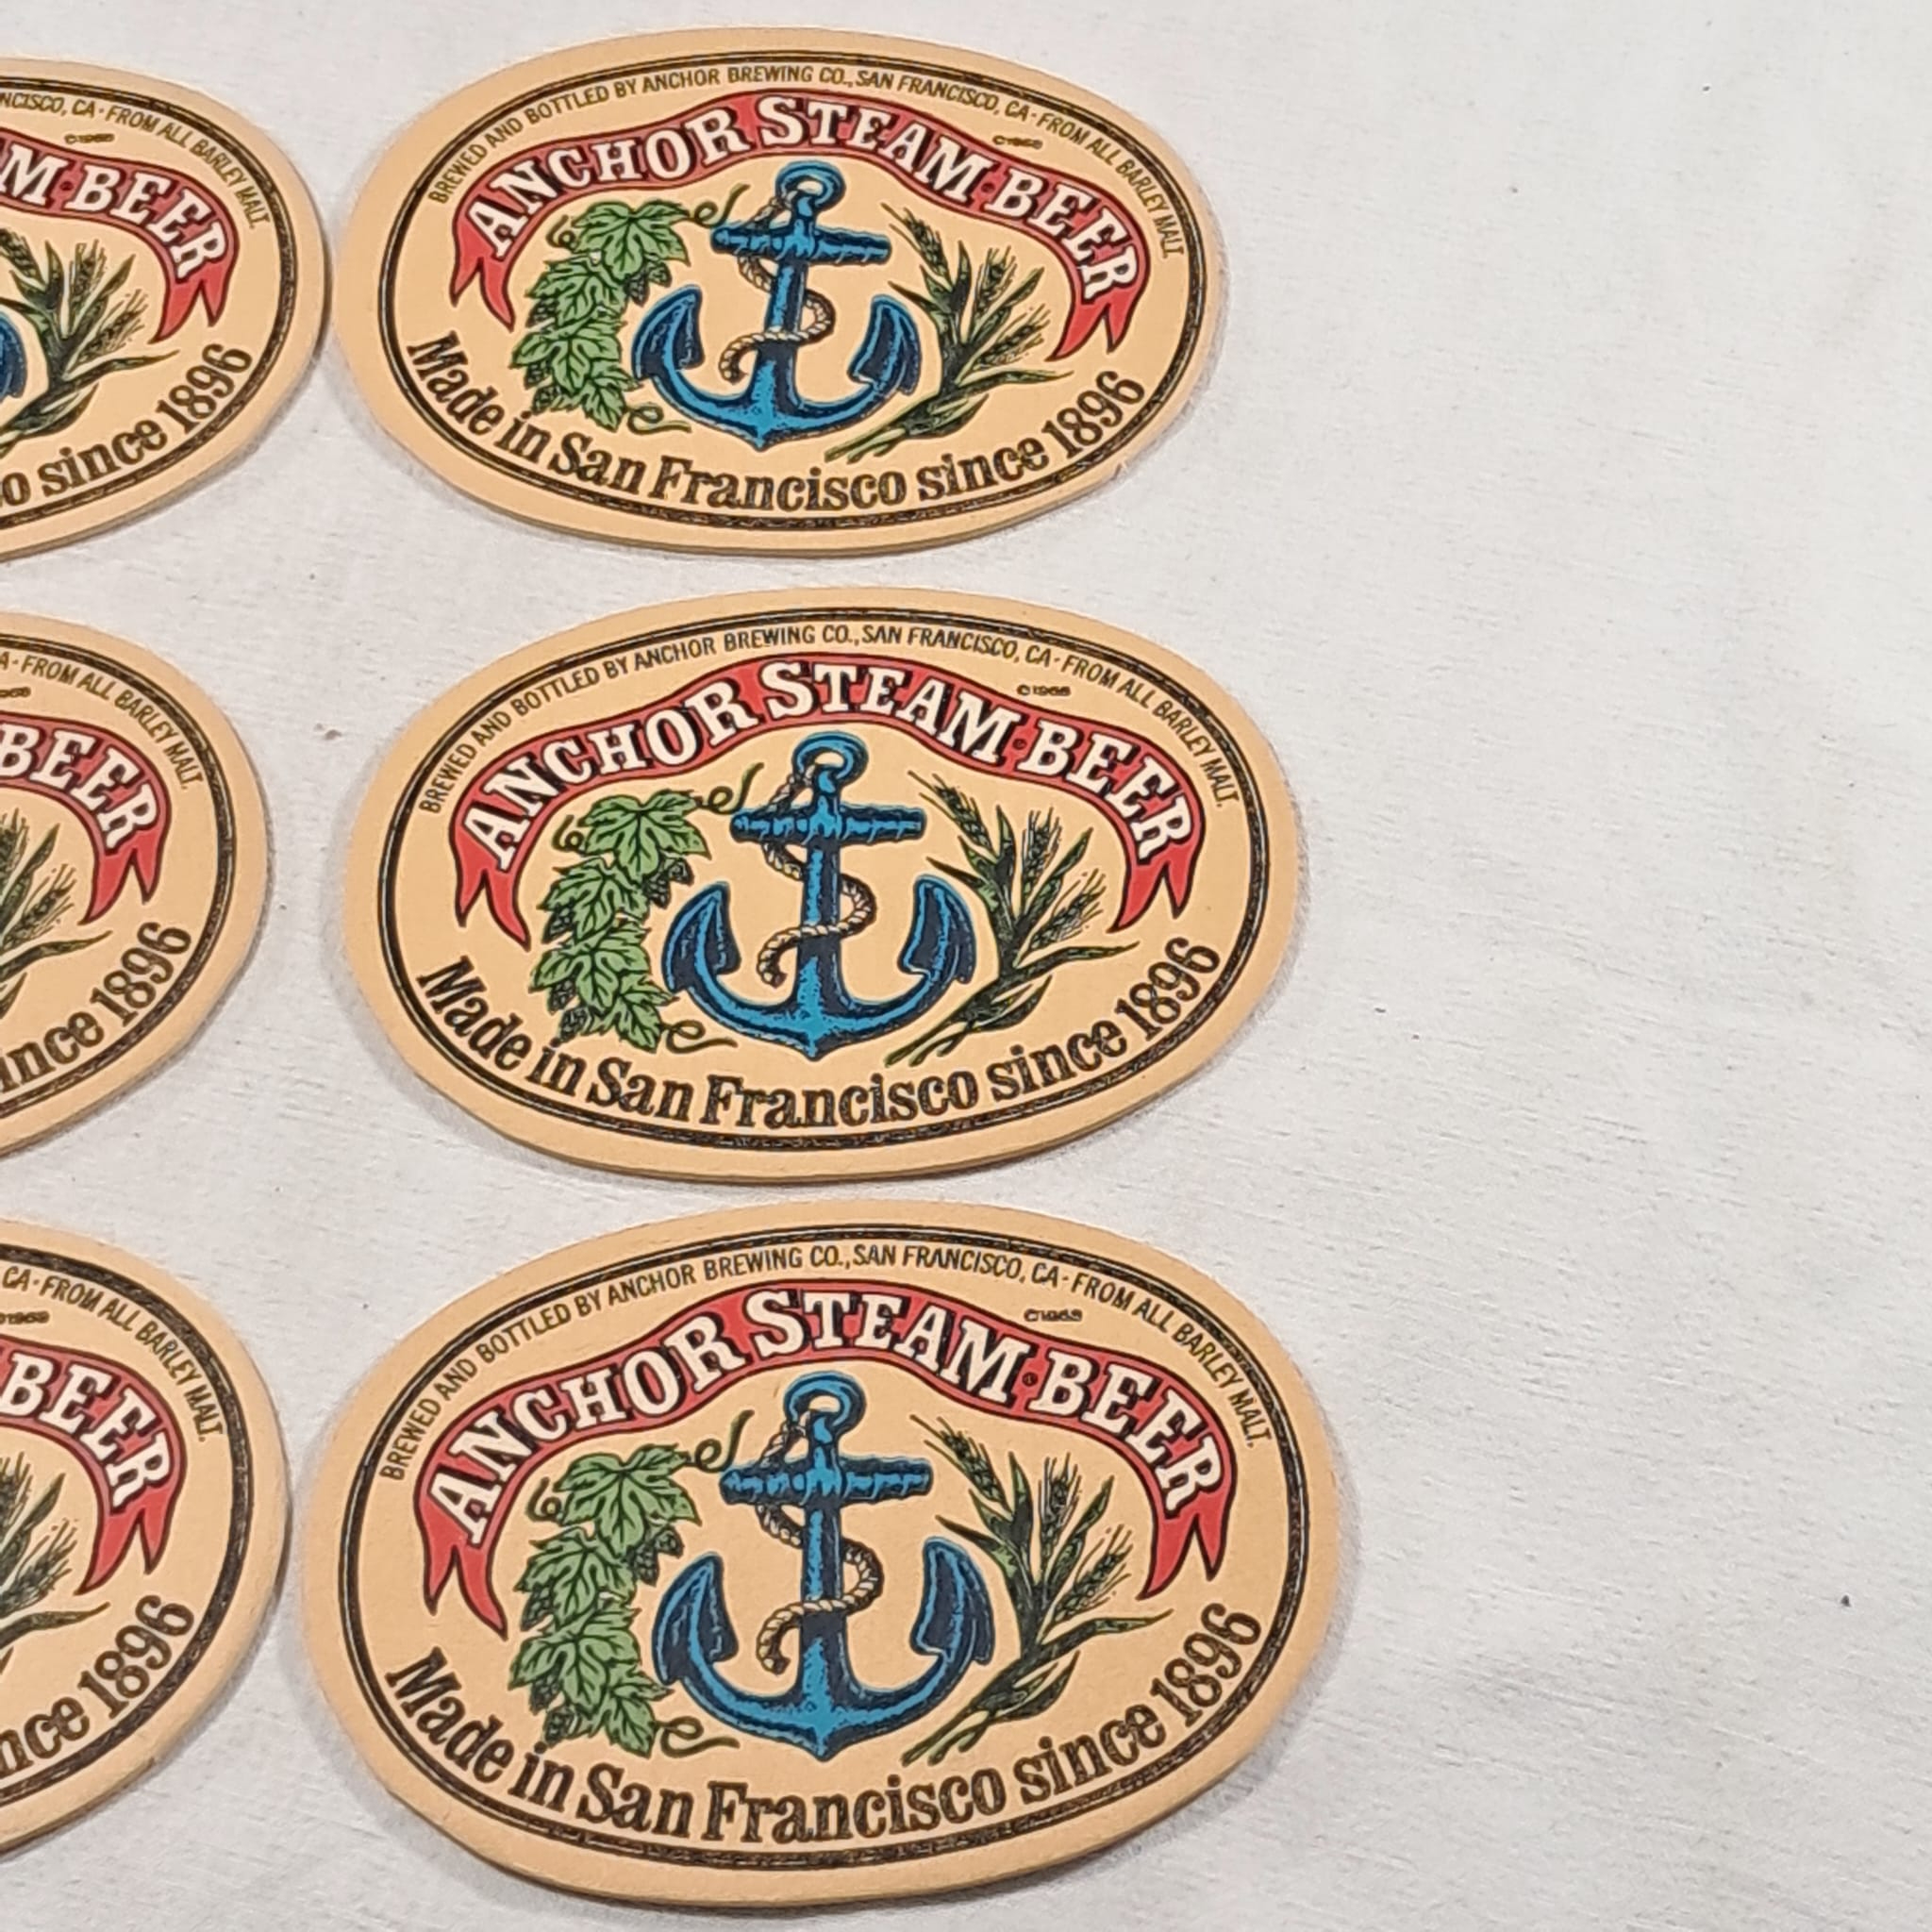 NCISCO, CA - FROM ALL BARLEY MALT.
M · BEER
co since 1896
BREWED AND BOTTLED BY ANCHOR BREWING CO., SAN FRANCISCO, CA - FROM ALL BARLEY MALT.
ANCHOR STEAM · BEER
Made in San Francisco since 1896
A - FROM ALL BARLEY MALT.
BEER
since 1896
BREWED AND BOTTLED BY ANCHOR BREWING CO., SAN FRANCISCO, CA - FROM ALL BARLEY MALT.
ANCHOR STEAM · BEER
Made in San Francisco since 1896
CA - FROM ALL BARLEY MALT.
BEER
nce 1896
BREWED AND BOTTLED BY ANCHOR BREWING CO., SAN FRANCISCO, CA - FROM ALL BARLEY MALT.
ANCHOR STEAM · BEER
Made in San Francisco since 1896